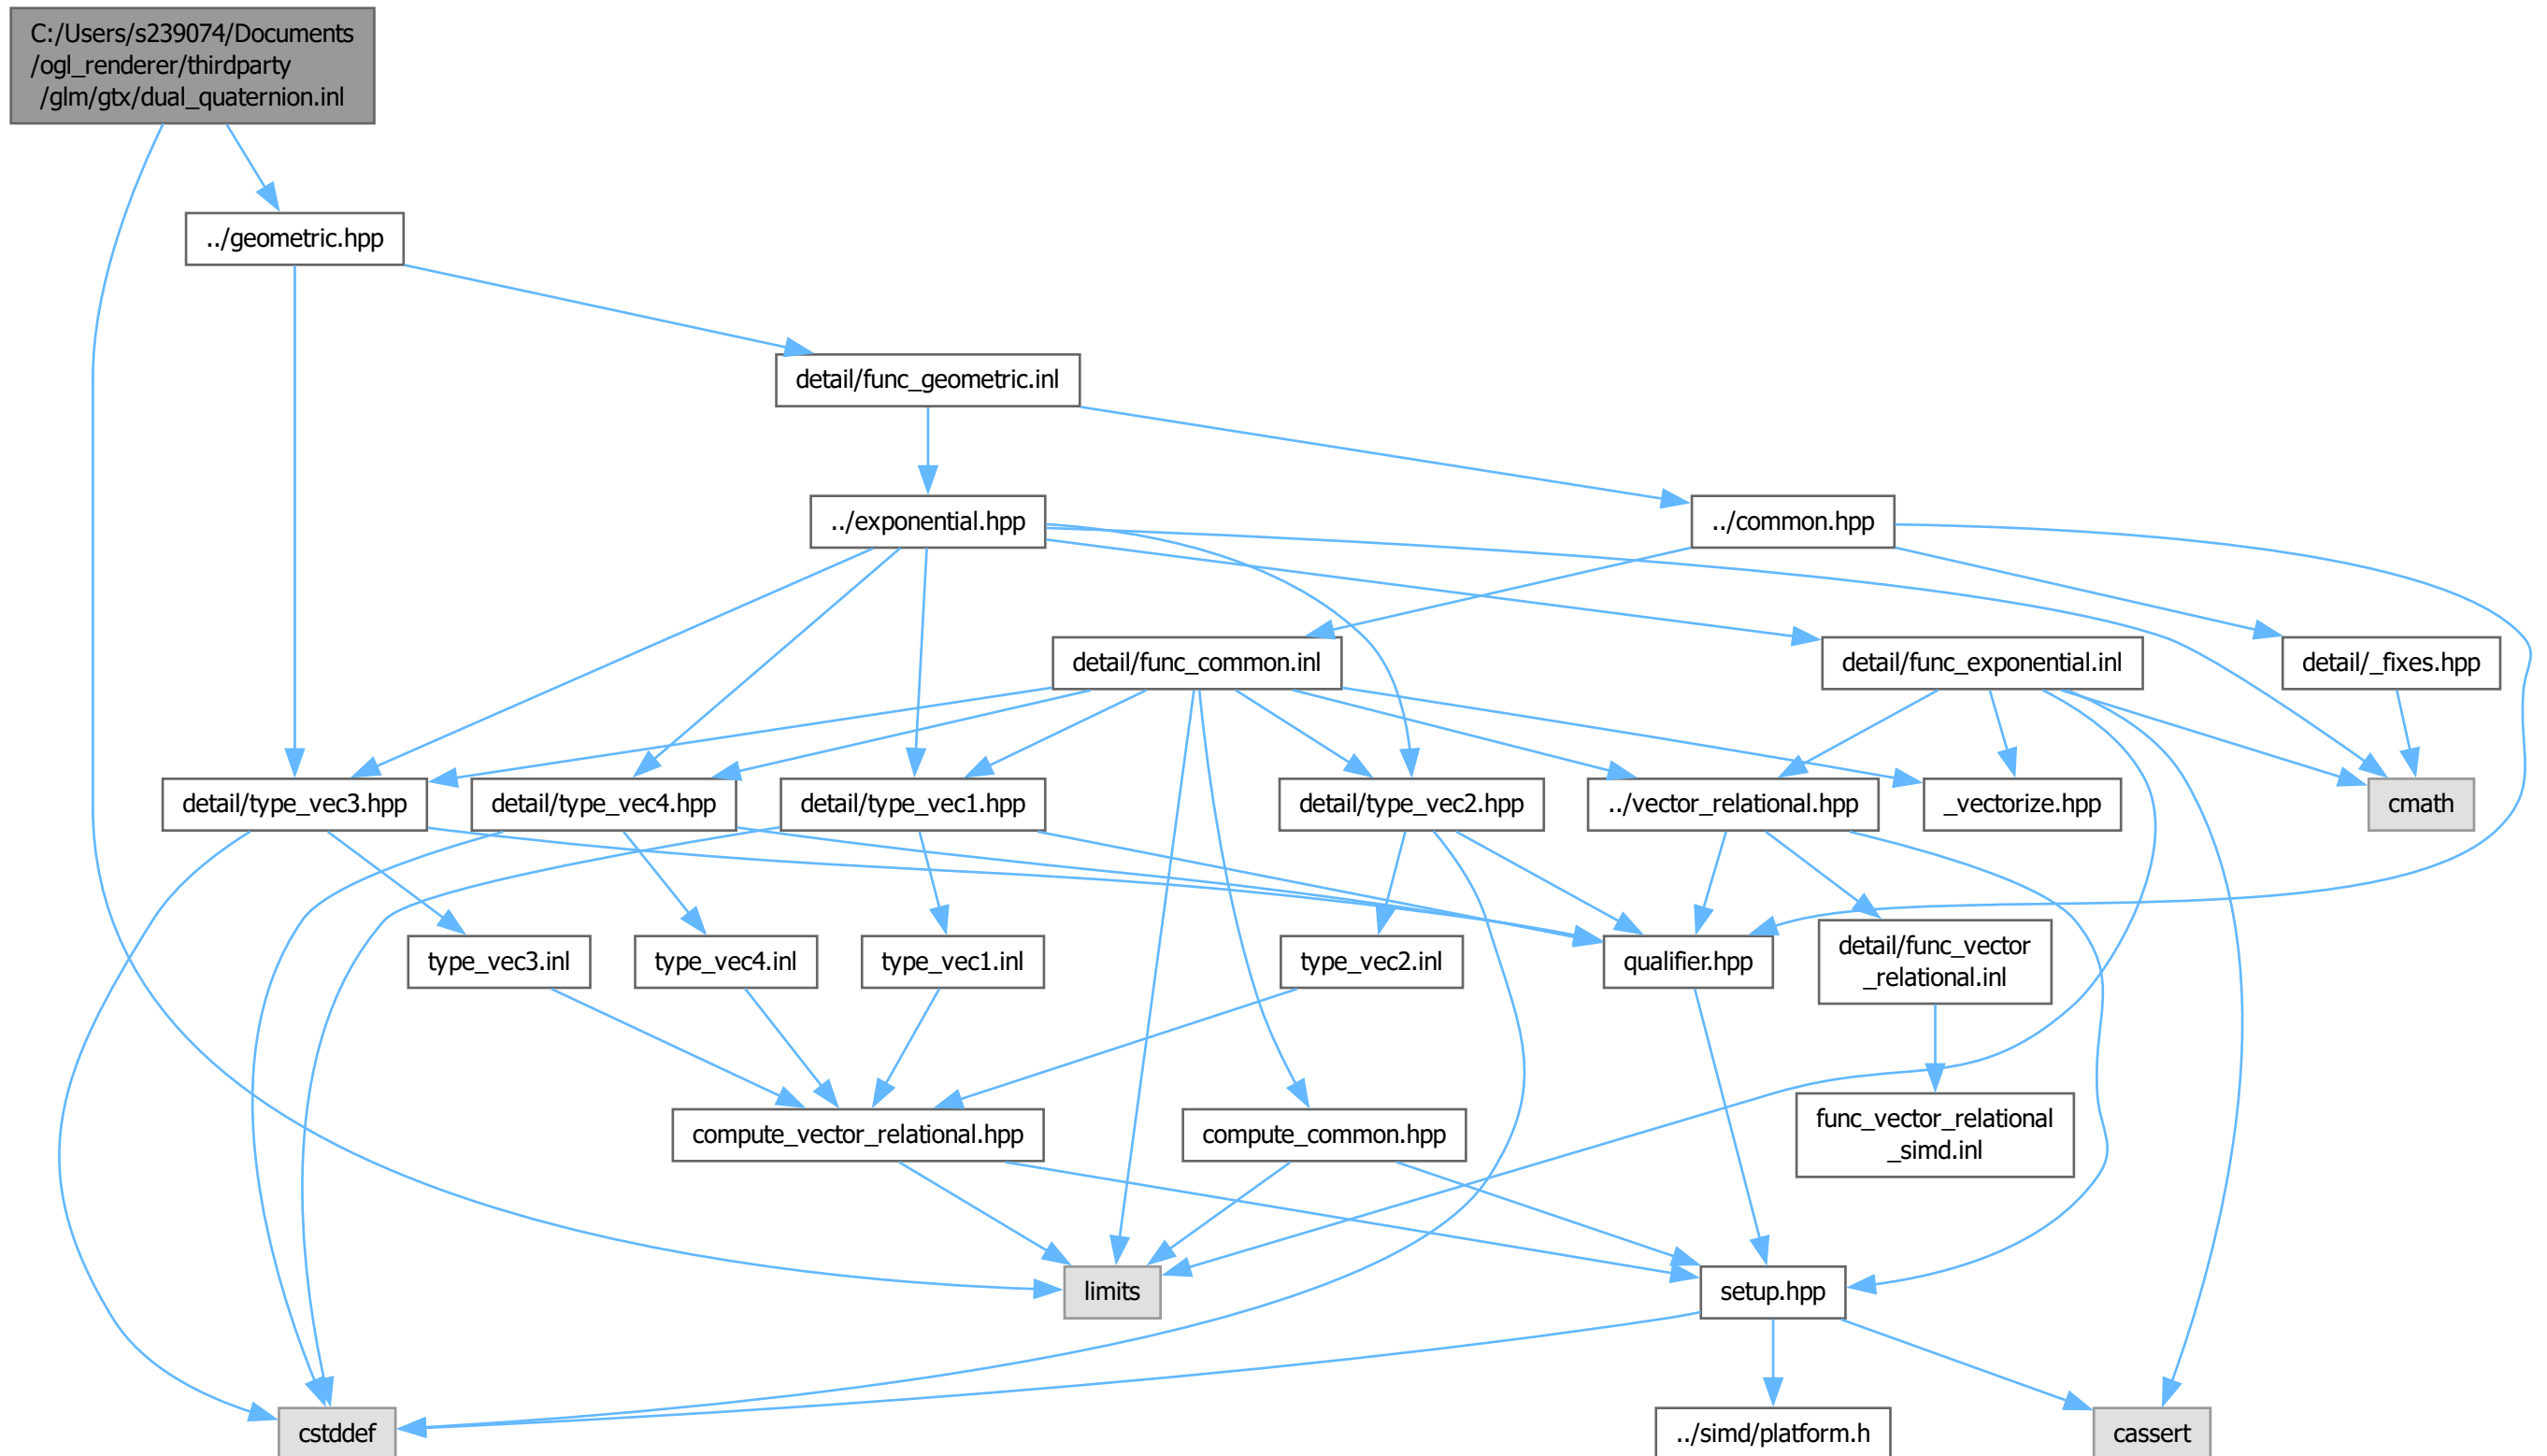 C:/Users/s239074/Documents
/ogl_renderer/thirdparty
/glm/gtx/dual_quaternion.inl
../geometric.hpp
detail/func_geometric.inl
../exponential.hpp
../common.hpp
detail/func_common.inl
detail/func_exponential.inl
detail/_fixes.hpp
detail/type_vec3.hpp
detail/type_vec4.hpp
detail/type_vec1.hpp
detail/type_vec2.hpp
../vector_relational.hpp
_vectorize.hpp
cmath
type_vec3.inl
type_vec4.inl
type_vec1.inl
type_vec2.inl
qualifier.hpp
detail/func_vector
_relational.inl
compute_vector_relational.hpp
compute_common.hpp
func_vector_relational
_simd.inl
limits
setup.hpp
cstddef
../simd/platform.h
cassert